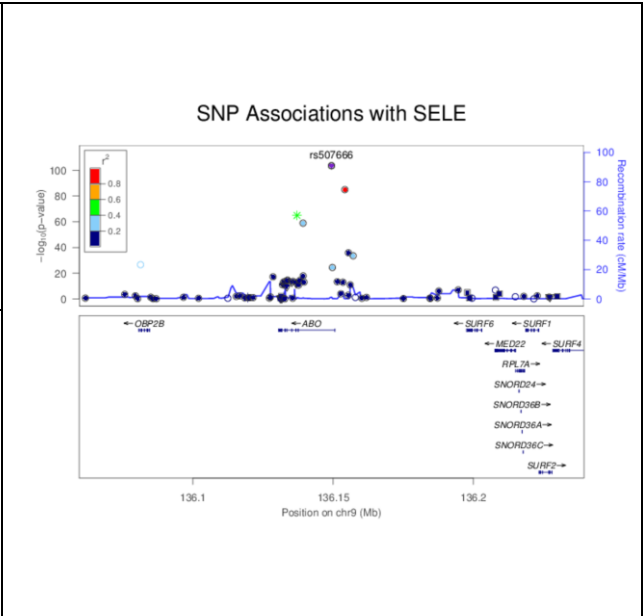 SNP Associations with SELE
rs507666
r²
0.8
0.6
0.4
0.2
100
80
60
40
20
0
−log₁₀(p−value)
100
80
60
40
20
0
Recombination rate (cM/Mb)
←OBP2B
←ABO
←SURF6
←SURF1
←MED22
←SURF4
RPL7A→
SNORD24→
SNORD36B→
SNORD36A→
SNORD36C→
SURF2→
136.1 136.15 136.2
Position on chr9 (Mb)